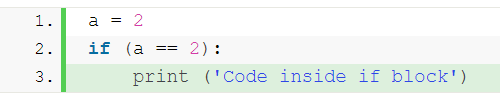 1. a = 2
2. if (a == 2):
3.     print ('Code inside if block')